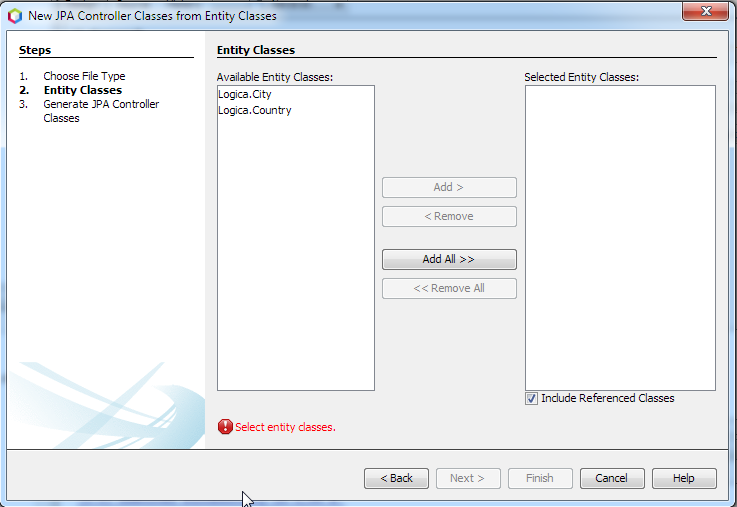 New JPA Controller Classes from Entity Classes
Steps
1. Choose File Type
2. Entity Classes
3. Generate JPA Controller
Classes
Entity Classes
Available Entity Classes:
Logica.City
Logica.Country
Add >
< Remove
Add All >>
<< Remove All
Selected Entity Classes:
Include Referenced Classes
Select entity classes.
< Back
Next >
Finish
Cancel
Help